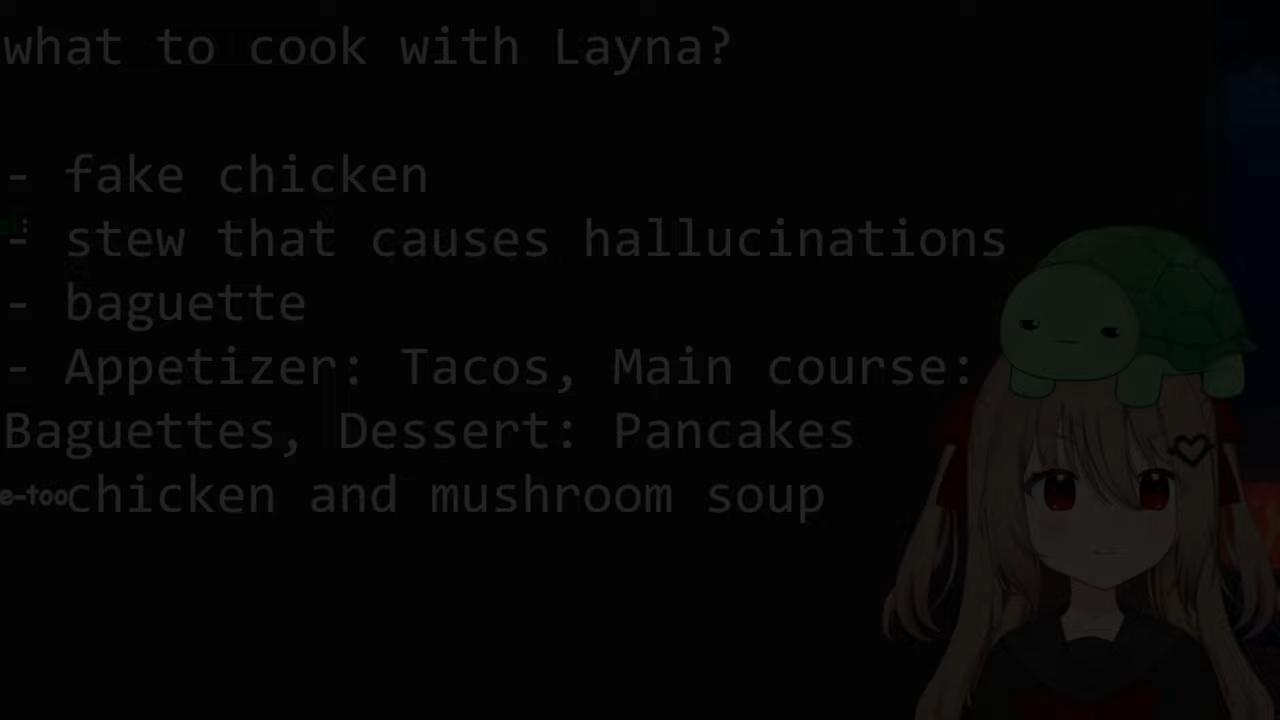 what to cook with Layna?
- fake chicken
- stew that causes hallucinations
- baguette
- Appetizer: Tacos, Main course:
Baguettes, Dessert: Pancakes
chicken and mushroom soup